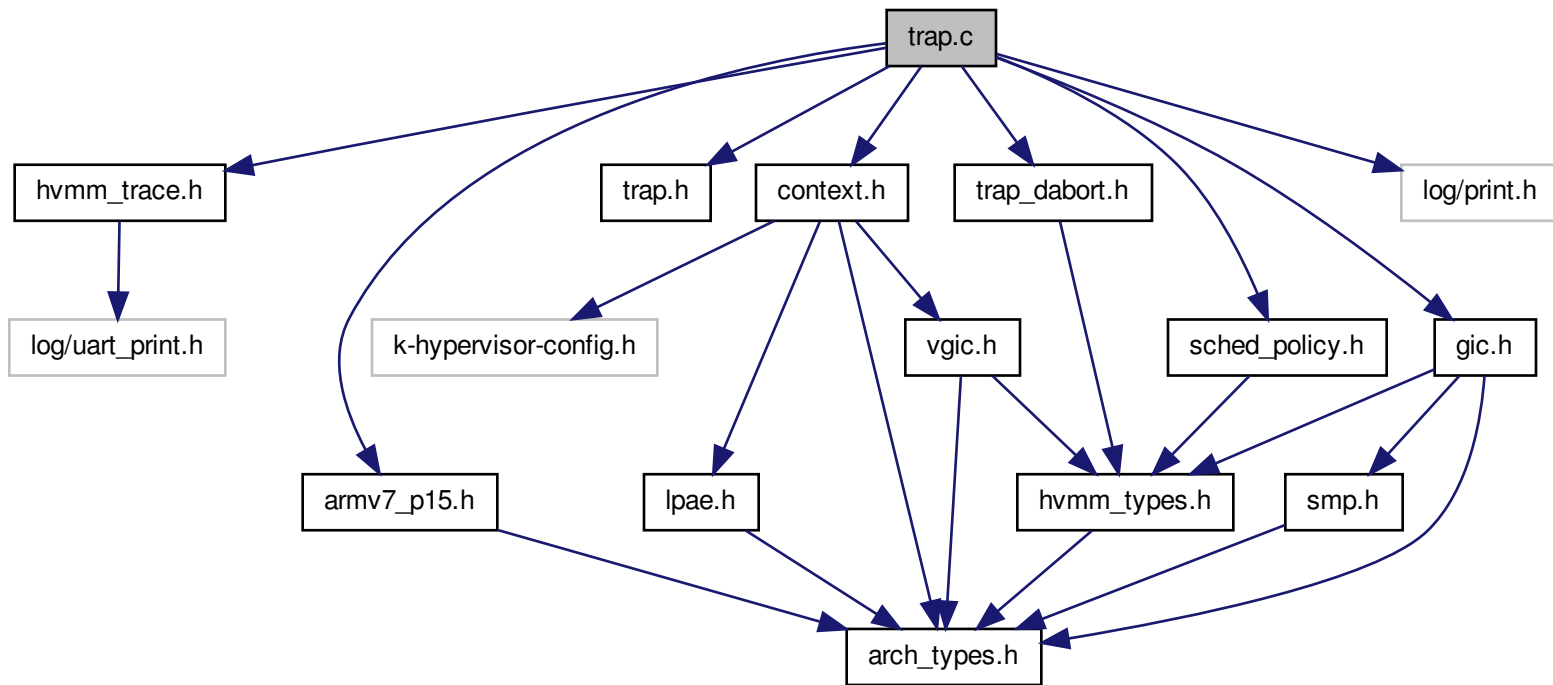 trap.c
hvmm_trace.h
trap.h
context.h
trap_dabort.h
log/print.h
log/uart_print.h
k-hypervisor-config.h
vgic.h
sched_policy.h
gic.h
armv7_p15.h
lpae.h
hvmm_types.h
smp.h
arch_types.h